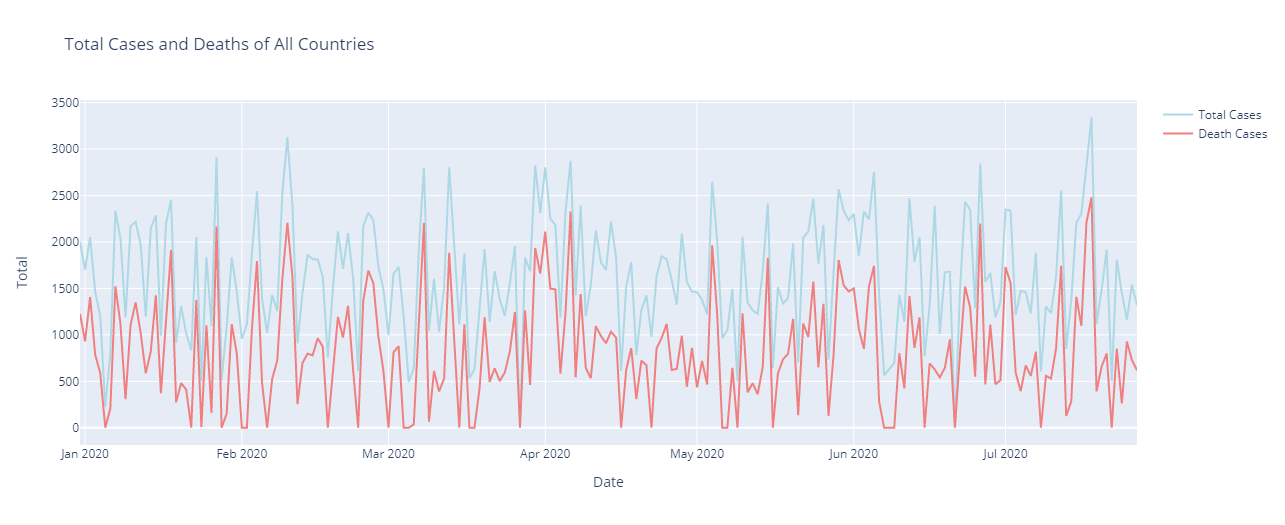 Total Cases and Deaths of All Countries
Total Cases
Death Cases
3500
3000
2500
2000
1500
1000
500
0
Total
Jan 2020
Feb 2020
Mar 2020
Apr 2020
May 2020
Jun 2020
Jul 2020
Date